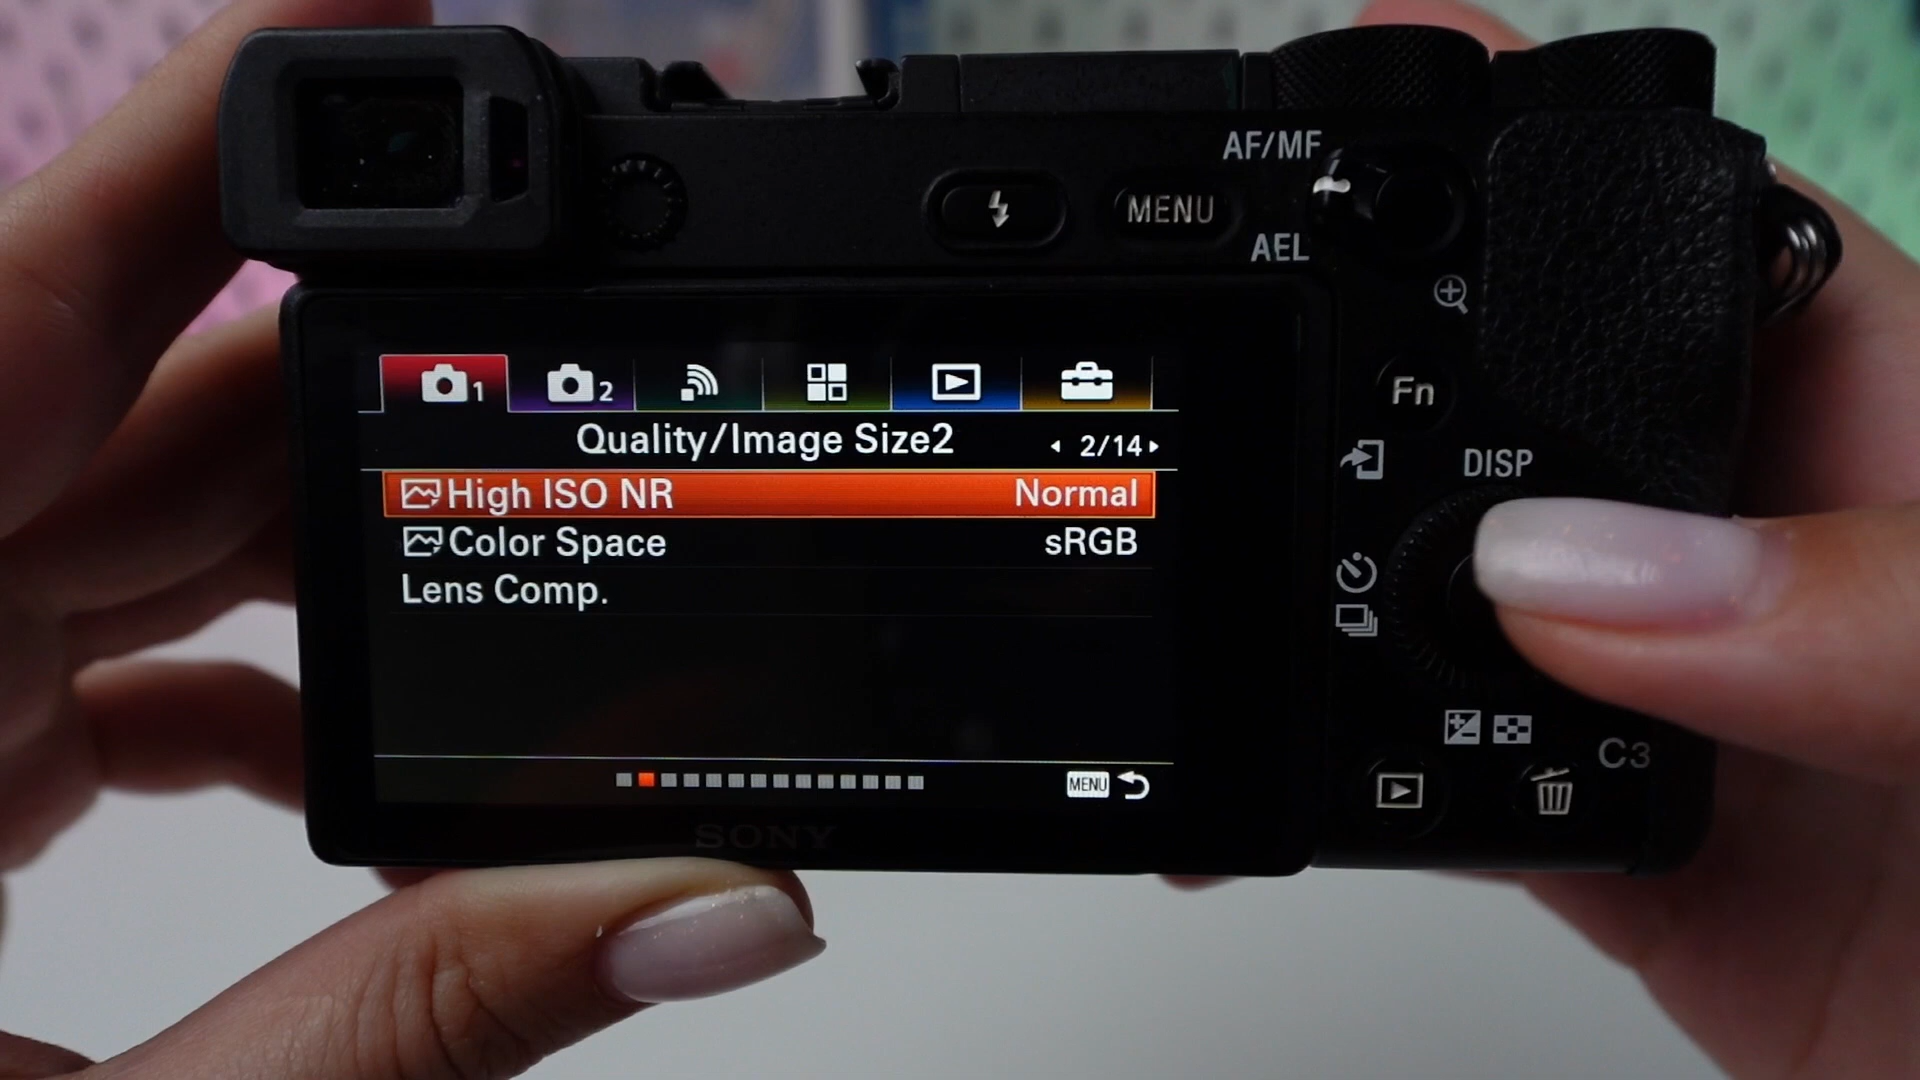 AF/MF
MENU
AEL
1
2
Fn
Quality/Image Size2
2/14
DISP
High ISO NR Normal
Color Space sRGB
Lens Comp.
C3
MENU
SONY